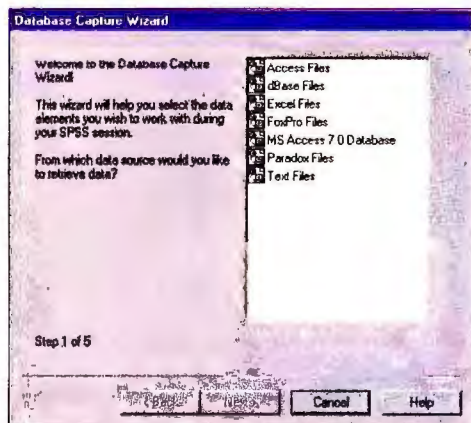 Database Capture Wizard
Welcome to the Database Capture
Wizard!
This wizard will help you select the data
elements you wish to work with during
your SPSS session.
From which data source would you like
to retrieve data?
Access Files
dBase Files
Excel Files
FoxPro Files
MS Access 7.0 Database
Paradox Files
Text Files
Step 1 of 5
< Back
Next >
Cancel
Help